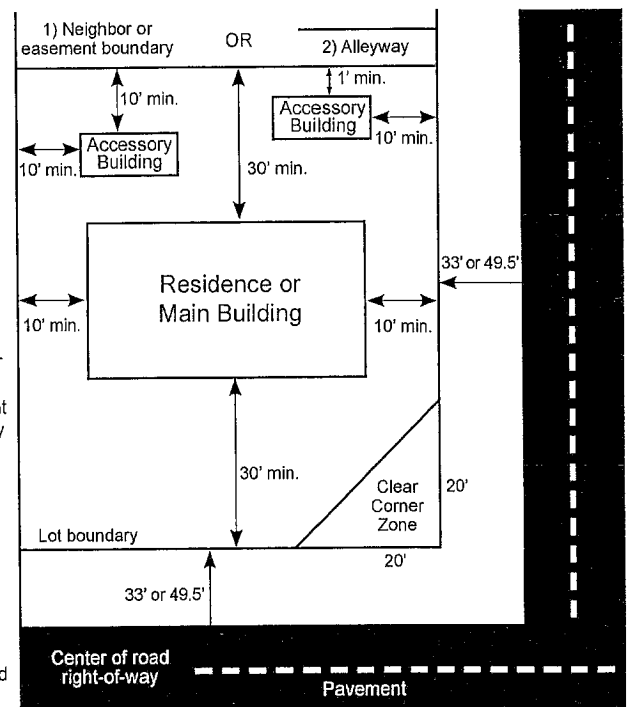 1) Neighbor or
easement boundary
OR
2) Alleyway
10' min.
1' min.
Accessory
Building
10' min.
Accessory
Building
10' min.
30' min.
33' or 49.5'
Residence or
Main Building
10' min.
10' min.
30' min.
Clear
Corner
Zone
20'
Lot boundary
20'
33' or 49.5'
Center of road
right-of-way
Pavement